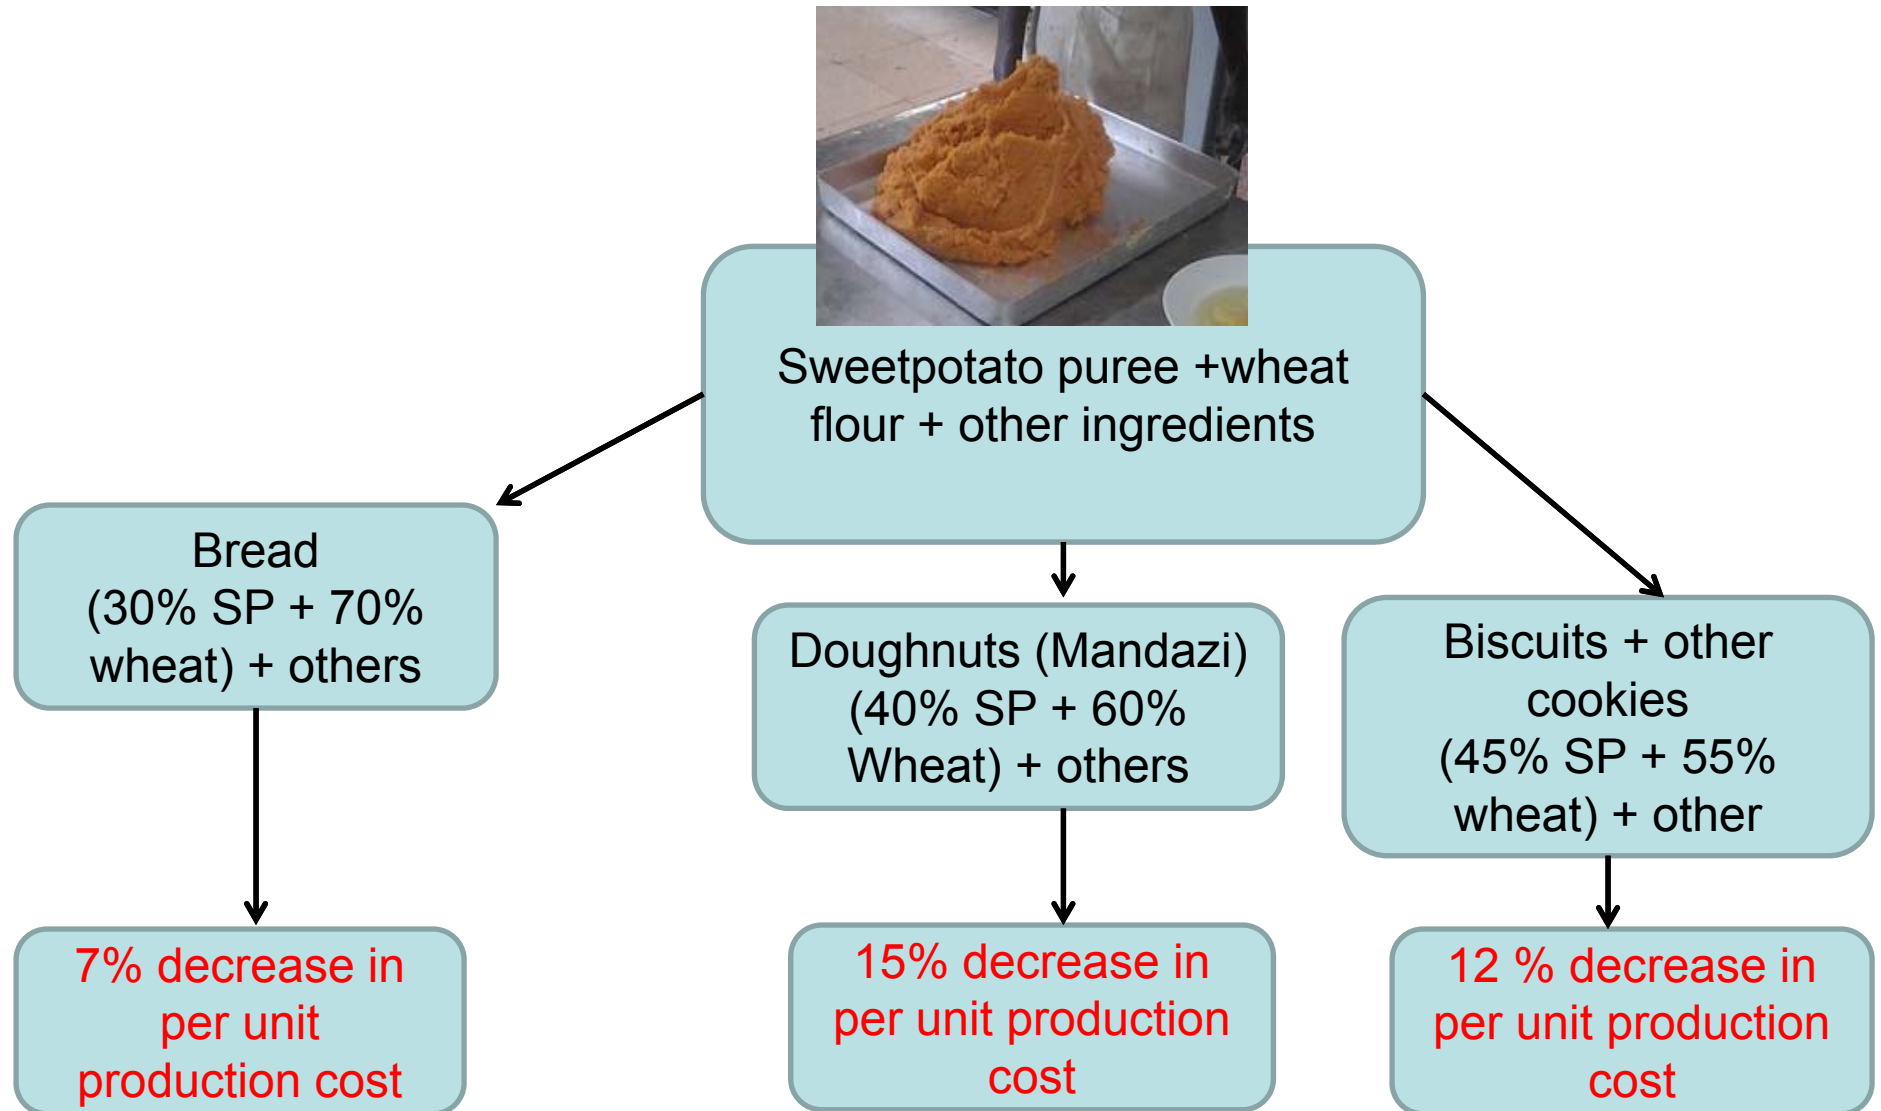 Sweetpotato puree +wheat
flour + other ingredients
Bread
(30% SP + 70%
wheat) + others
Doughnuts (Mandazi)
(40% SP + 60%
Wheat) + others
Biscuits + other
cookies
(45% SP + 55%
wheat) + other
7% decrease in
per unit
production cost
15% decrease in
per unit production
cost
12 % decrease in
per unit production
cost